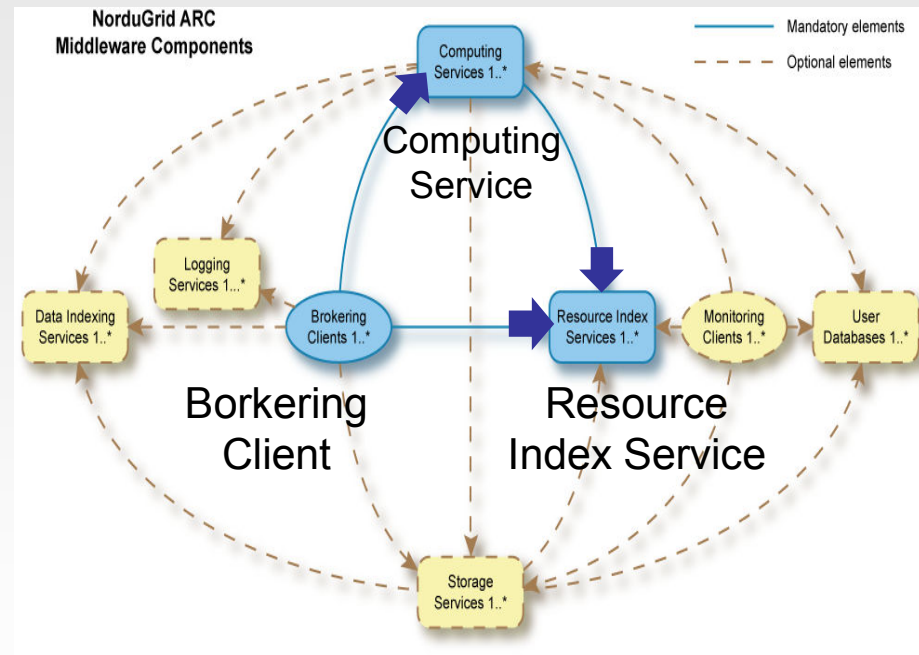 NorduGrid ARC
Middleware Components
Mandatory elements
Optional elements
Computing
Services 1..*
Computing
Service
Logging
Services 1...*
Data Indexing
Services 1..*
Brokering
Clients 1..*
Resource Index
Services 1..*
Monitoring
Clients 1..*
User
Databases 1..*
Borkering
Client
Resource
Index Service
Storage
Services 1..*